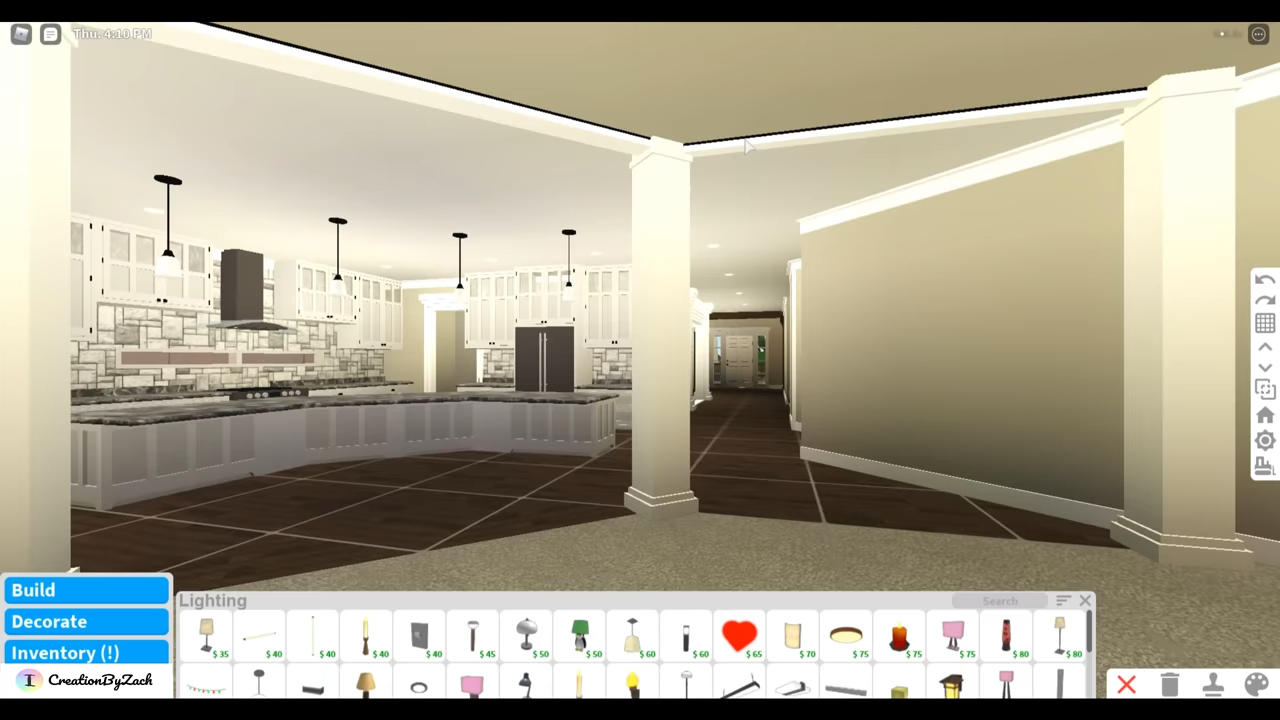 Thu. 4:10 PM
Build
Decorate
Inventory (!)
CreationByZach
Lighting
Search
$35
$40
$40
$40
$40
$45
$50
$50
$60
$60
$65
$70
$75
$75
$75
$80
$80